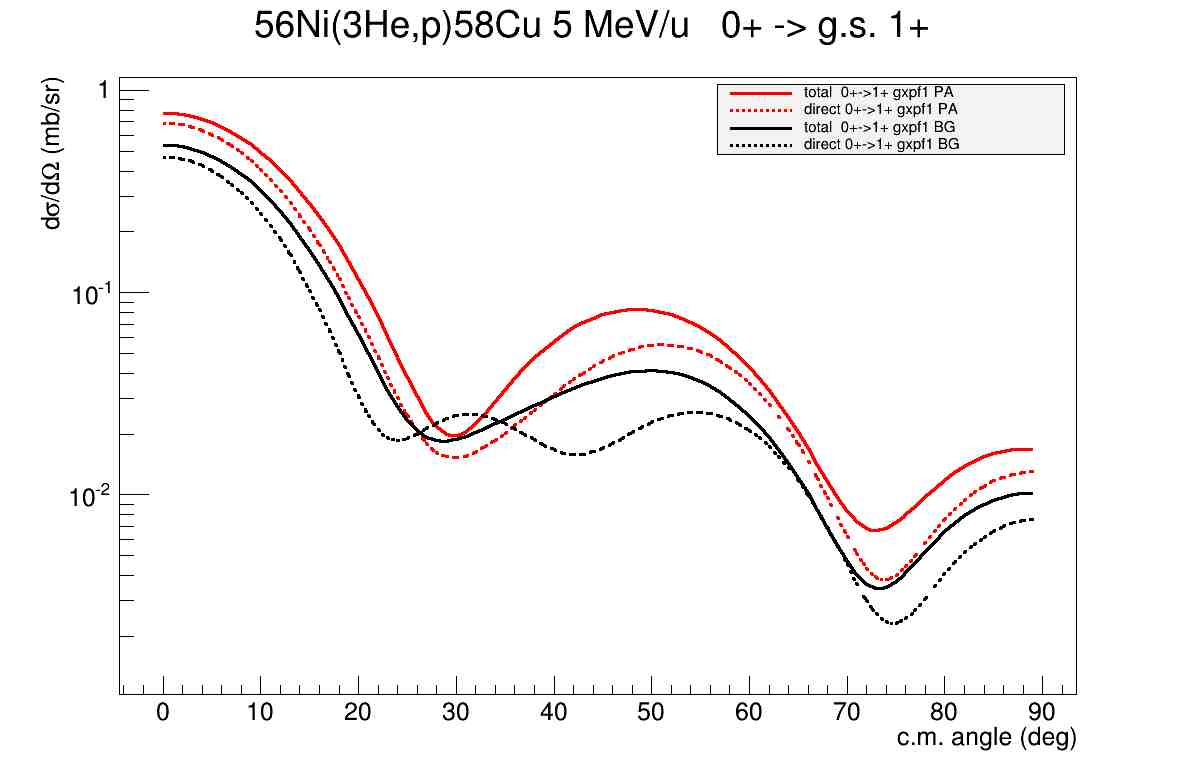 56Ni(3He,p)58Cu 5 MeV/u 0+ -> g.s. 1+
dσ/dΩ (mb/sr)
total 0+->1+ gxpf1 PA
direct 0+->1+ gxpf1 PA
total 0+->1+ gxpf1 BG
direct 0+->1+ gxpf1 BG
1
10⁻¹
10⁻²
0 10 20 30 40 50 60 70 80 90
c.m. angle (deg)